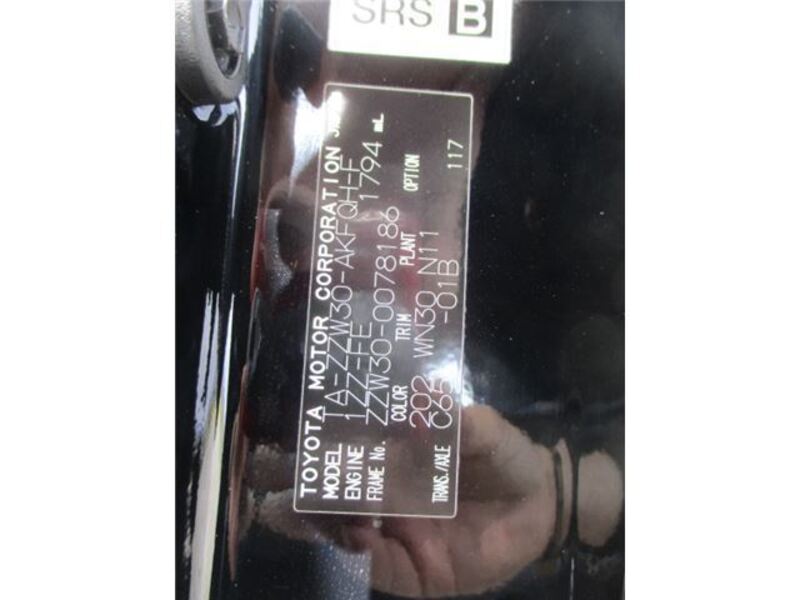 SRS B
TOYOTA MOTOR CORPORATION
MODEL TA-ZZW30-AKFQH-F
ENGINE 1ZZ-FE 1794 mL
FRAME No. ZZW30-0078186
COLOR TRIM PLANT OPTION
202 WN30 N11 117
TRANS./AXLE C65 -01B